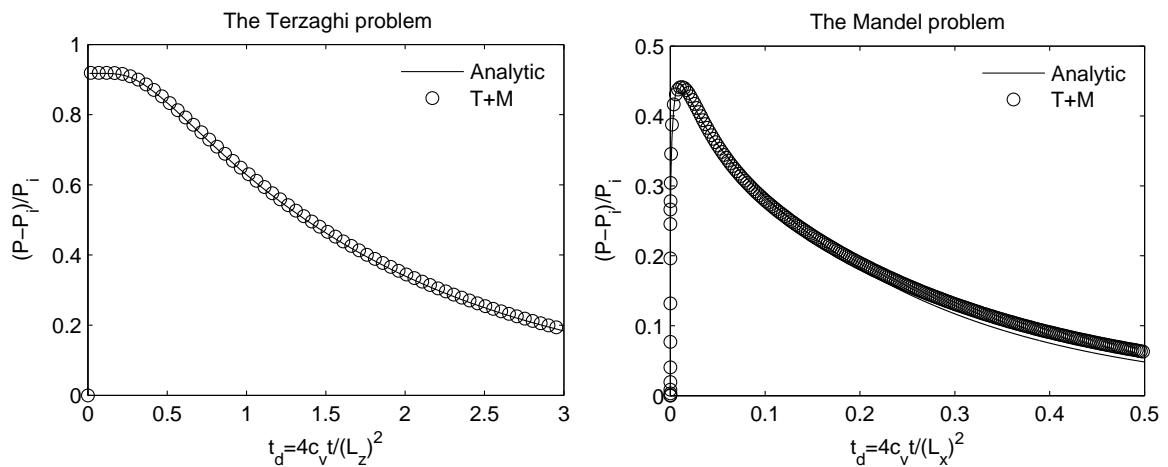 The Terzaghi problem
1
0.8
0.6
0.4
0.2
0
(P−P_i)/P_i
Analytic
T+M
0 0.5 1 1.5 2 2.5 3
t_d=4c_vt/(L_z)^2
The Mandel problem
0.5
0.4
0.3
0.2
0.1
0
(P−P_i)/P_i
Analytic
T+M
0 0.1 0.2 0.3 0.4 0.5
t_d=4c_vt/(L_x)^2